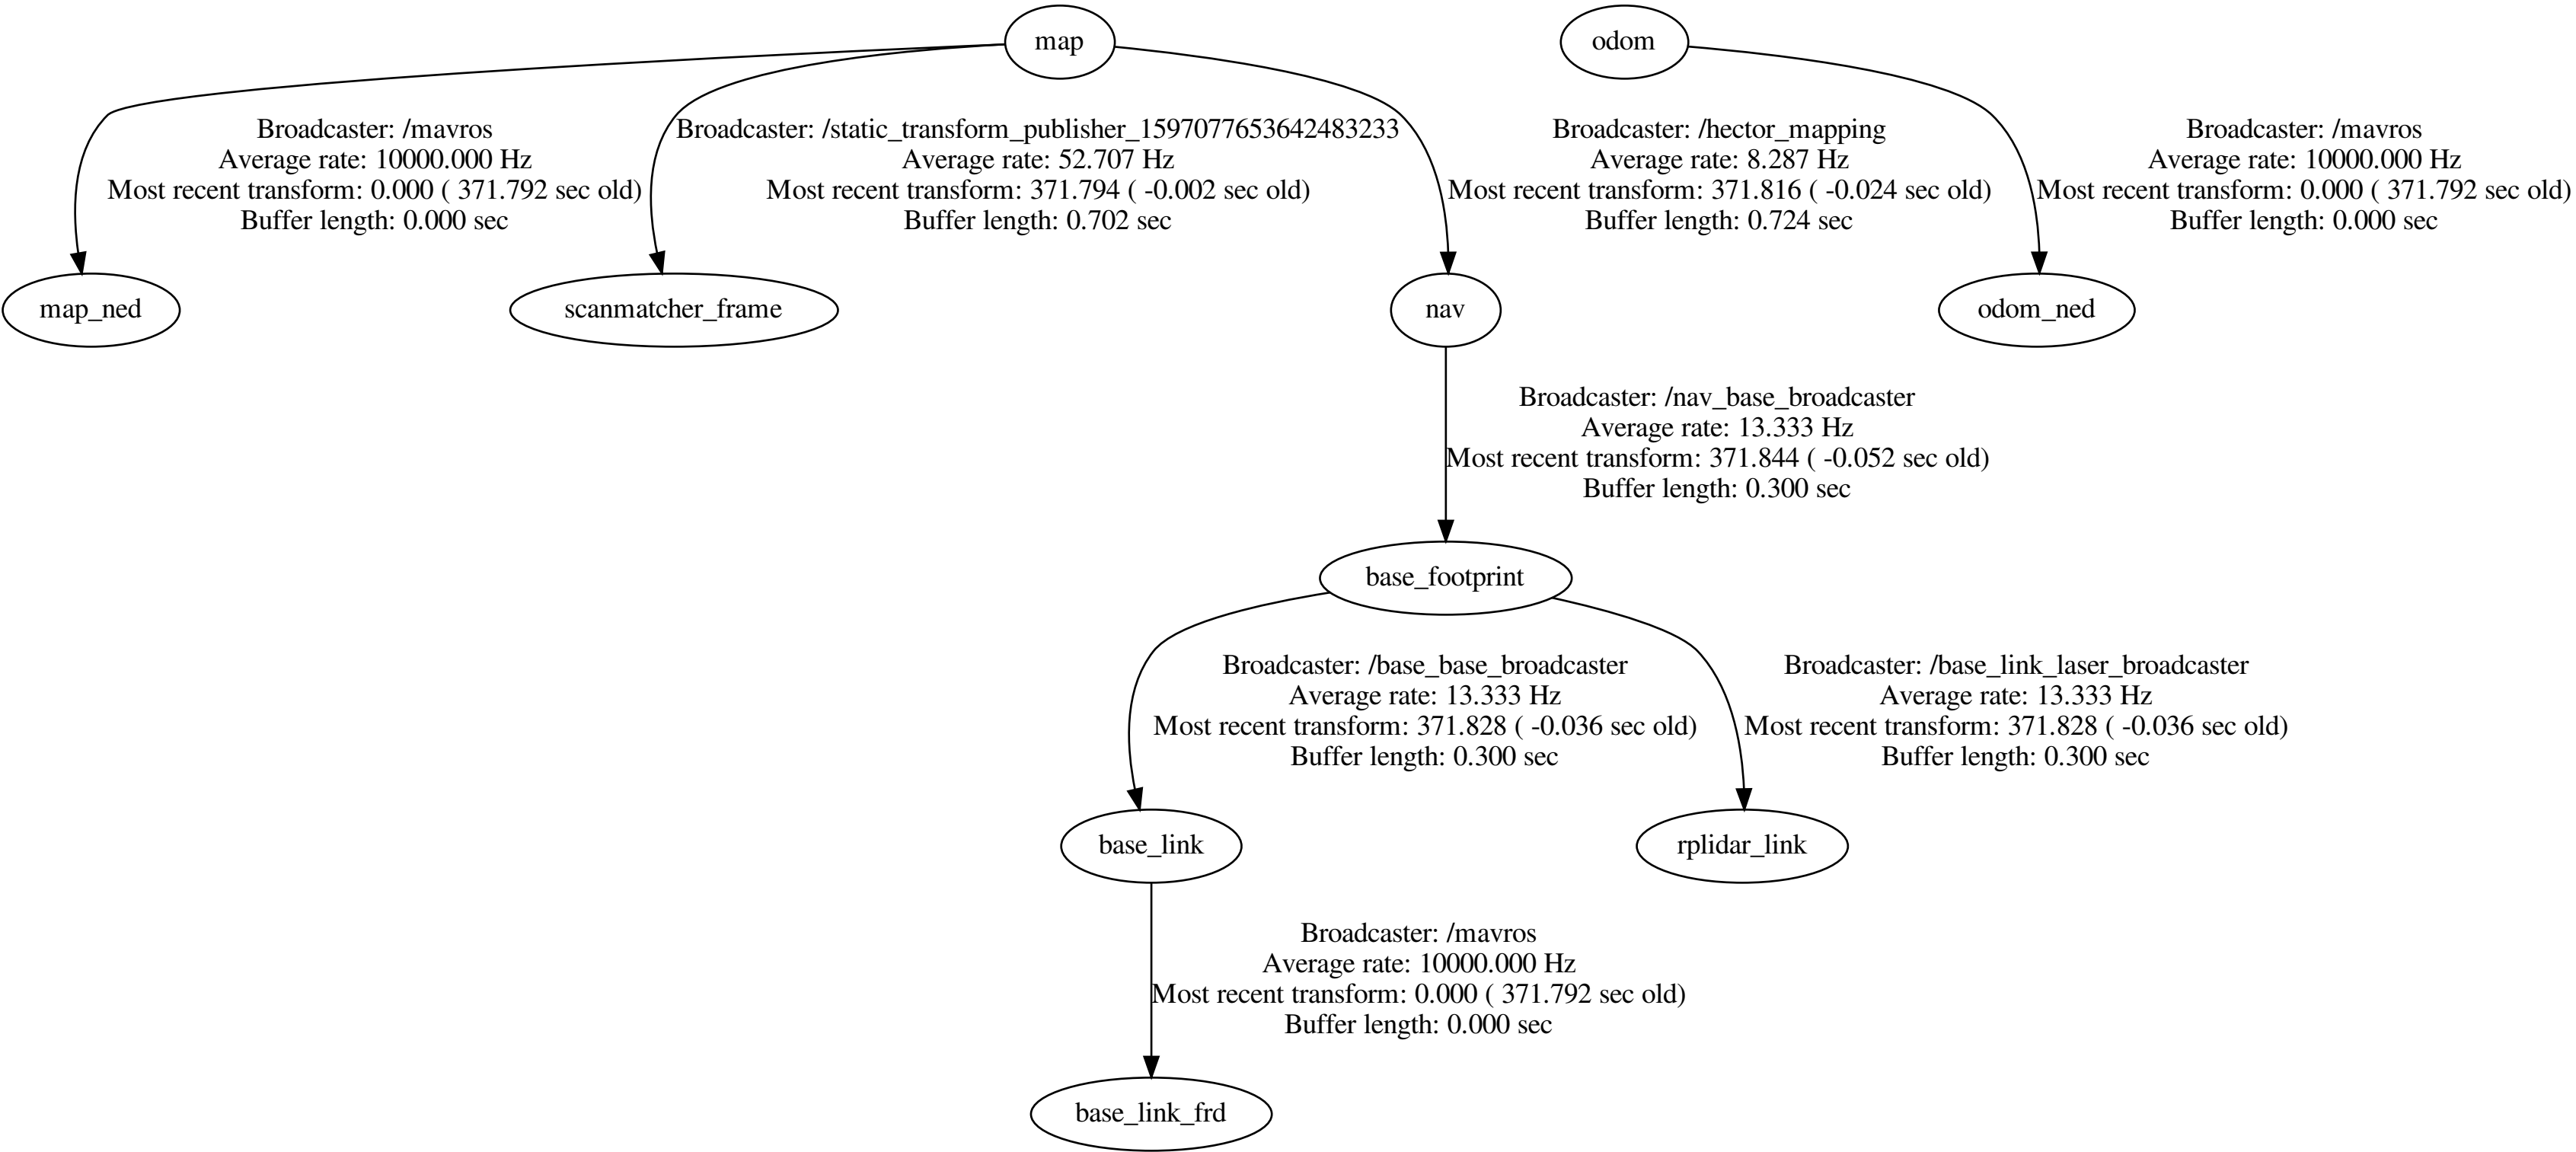 map
odom
Broadcaster: /mavros
Average rate: 10000.000 Hz
Most recent transform: 0.000 ( 371.792 sec old)
Buffer length: 0.000 sec
Broadcaster: /static_transform_publisher_1597077653642483233
Average rate: 52.707 Hz
Most recent transform: 371.794 ( -0.002 sec old)
Buffer length: 0.702 sec
Broadcaster: /hector_mapping
Average rate: 8.287 Hz
Most recent transform: 371.816 ( -0.024 sec old)
Buffer length: 0.724 sec
Broadcaster: /mavros
Average rate: 10000.000 Hz
Most recent transform: 0.000 ( 371.792 sec old)
Buffer length: 0.000 sec
map_ned
scanmatcher_frame
nav
odom_ned
Broadcaster: /nav_base_broadcaster
Average rate: 13.333 Hz
Most recent transform: 371.844 ( -0.052 sec old)
Buffer length: 0.300 sec
base_footprint
Broadcaster: /base_base_broadcaster
Average rate: 13.333 Hz
Most recent transform: 371.828 ( -0.036 sec old)
Buffer length: 0.300 sec
Broadcaster: /base_link_laser_broadcaster
Average rate: 13.333 Hz
Most recent transform: 371.828 ( -0.036 sec old)
Buffer length: 0.300 sec
base_link
rplidar_link
Broadcaster: /mavros
Average rate: 10000.000 Hz
Most recent transform: 0.000 ( 371.792 sec old)
Buffer length: 0.000 sec
base_link_frd